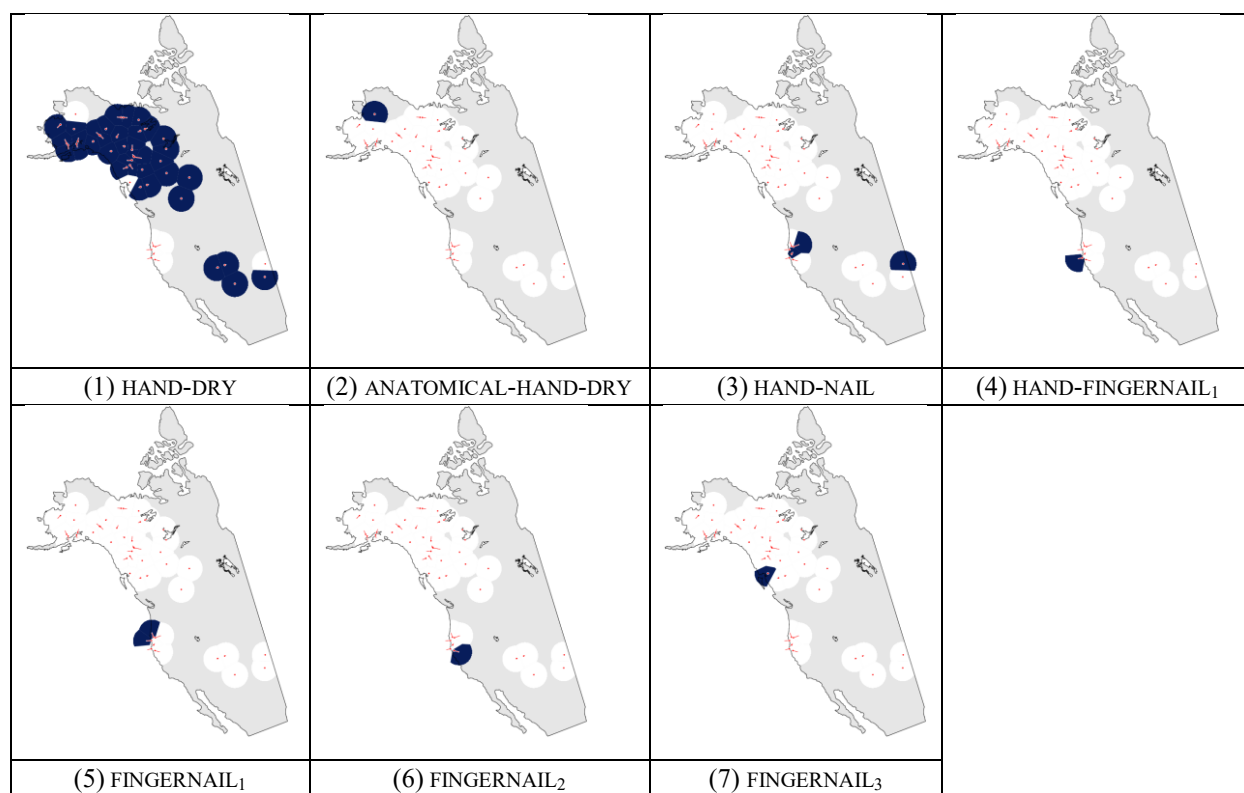 (1) HAND-DRY
(2) ANATOMICAL-HAND-DRY
(3) HAND-NAIL
(4) HAND-FINGERNAIL₁
(5) FINGERNAIL₁
(6) FINGERNAIL₂
(7) FINGERNAIL₃